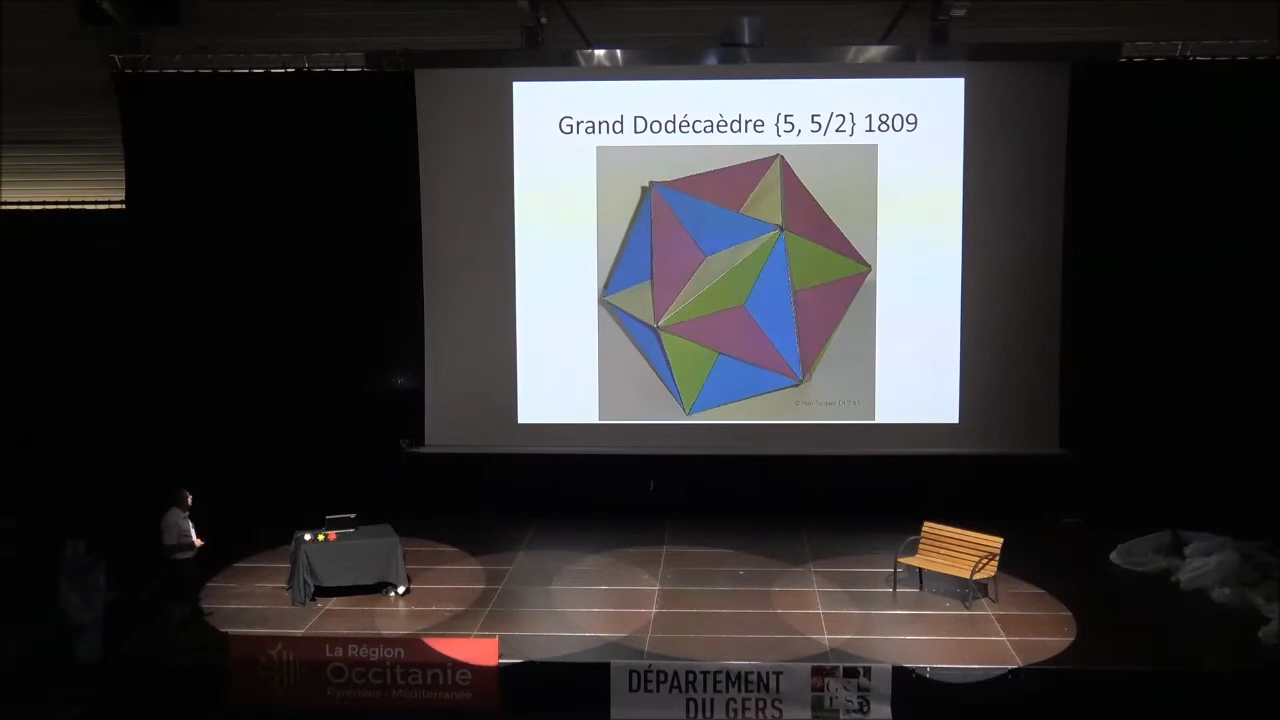 Grand Dodécaèdre {5, 5/2} 1809
La Région
Occitanie
Pyrénées - Méditerranée
DÉPARTEMENT
DU GERS